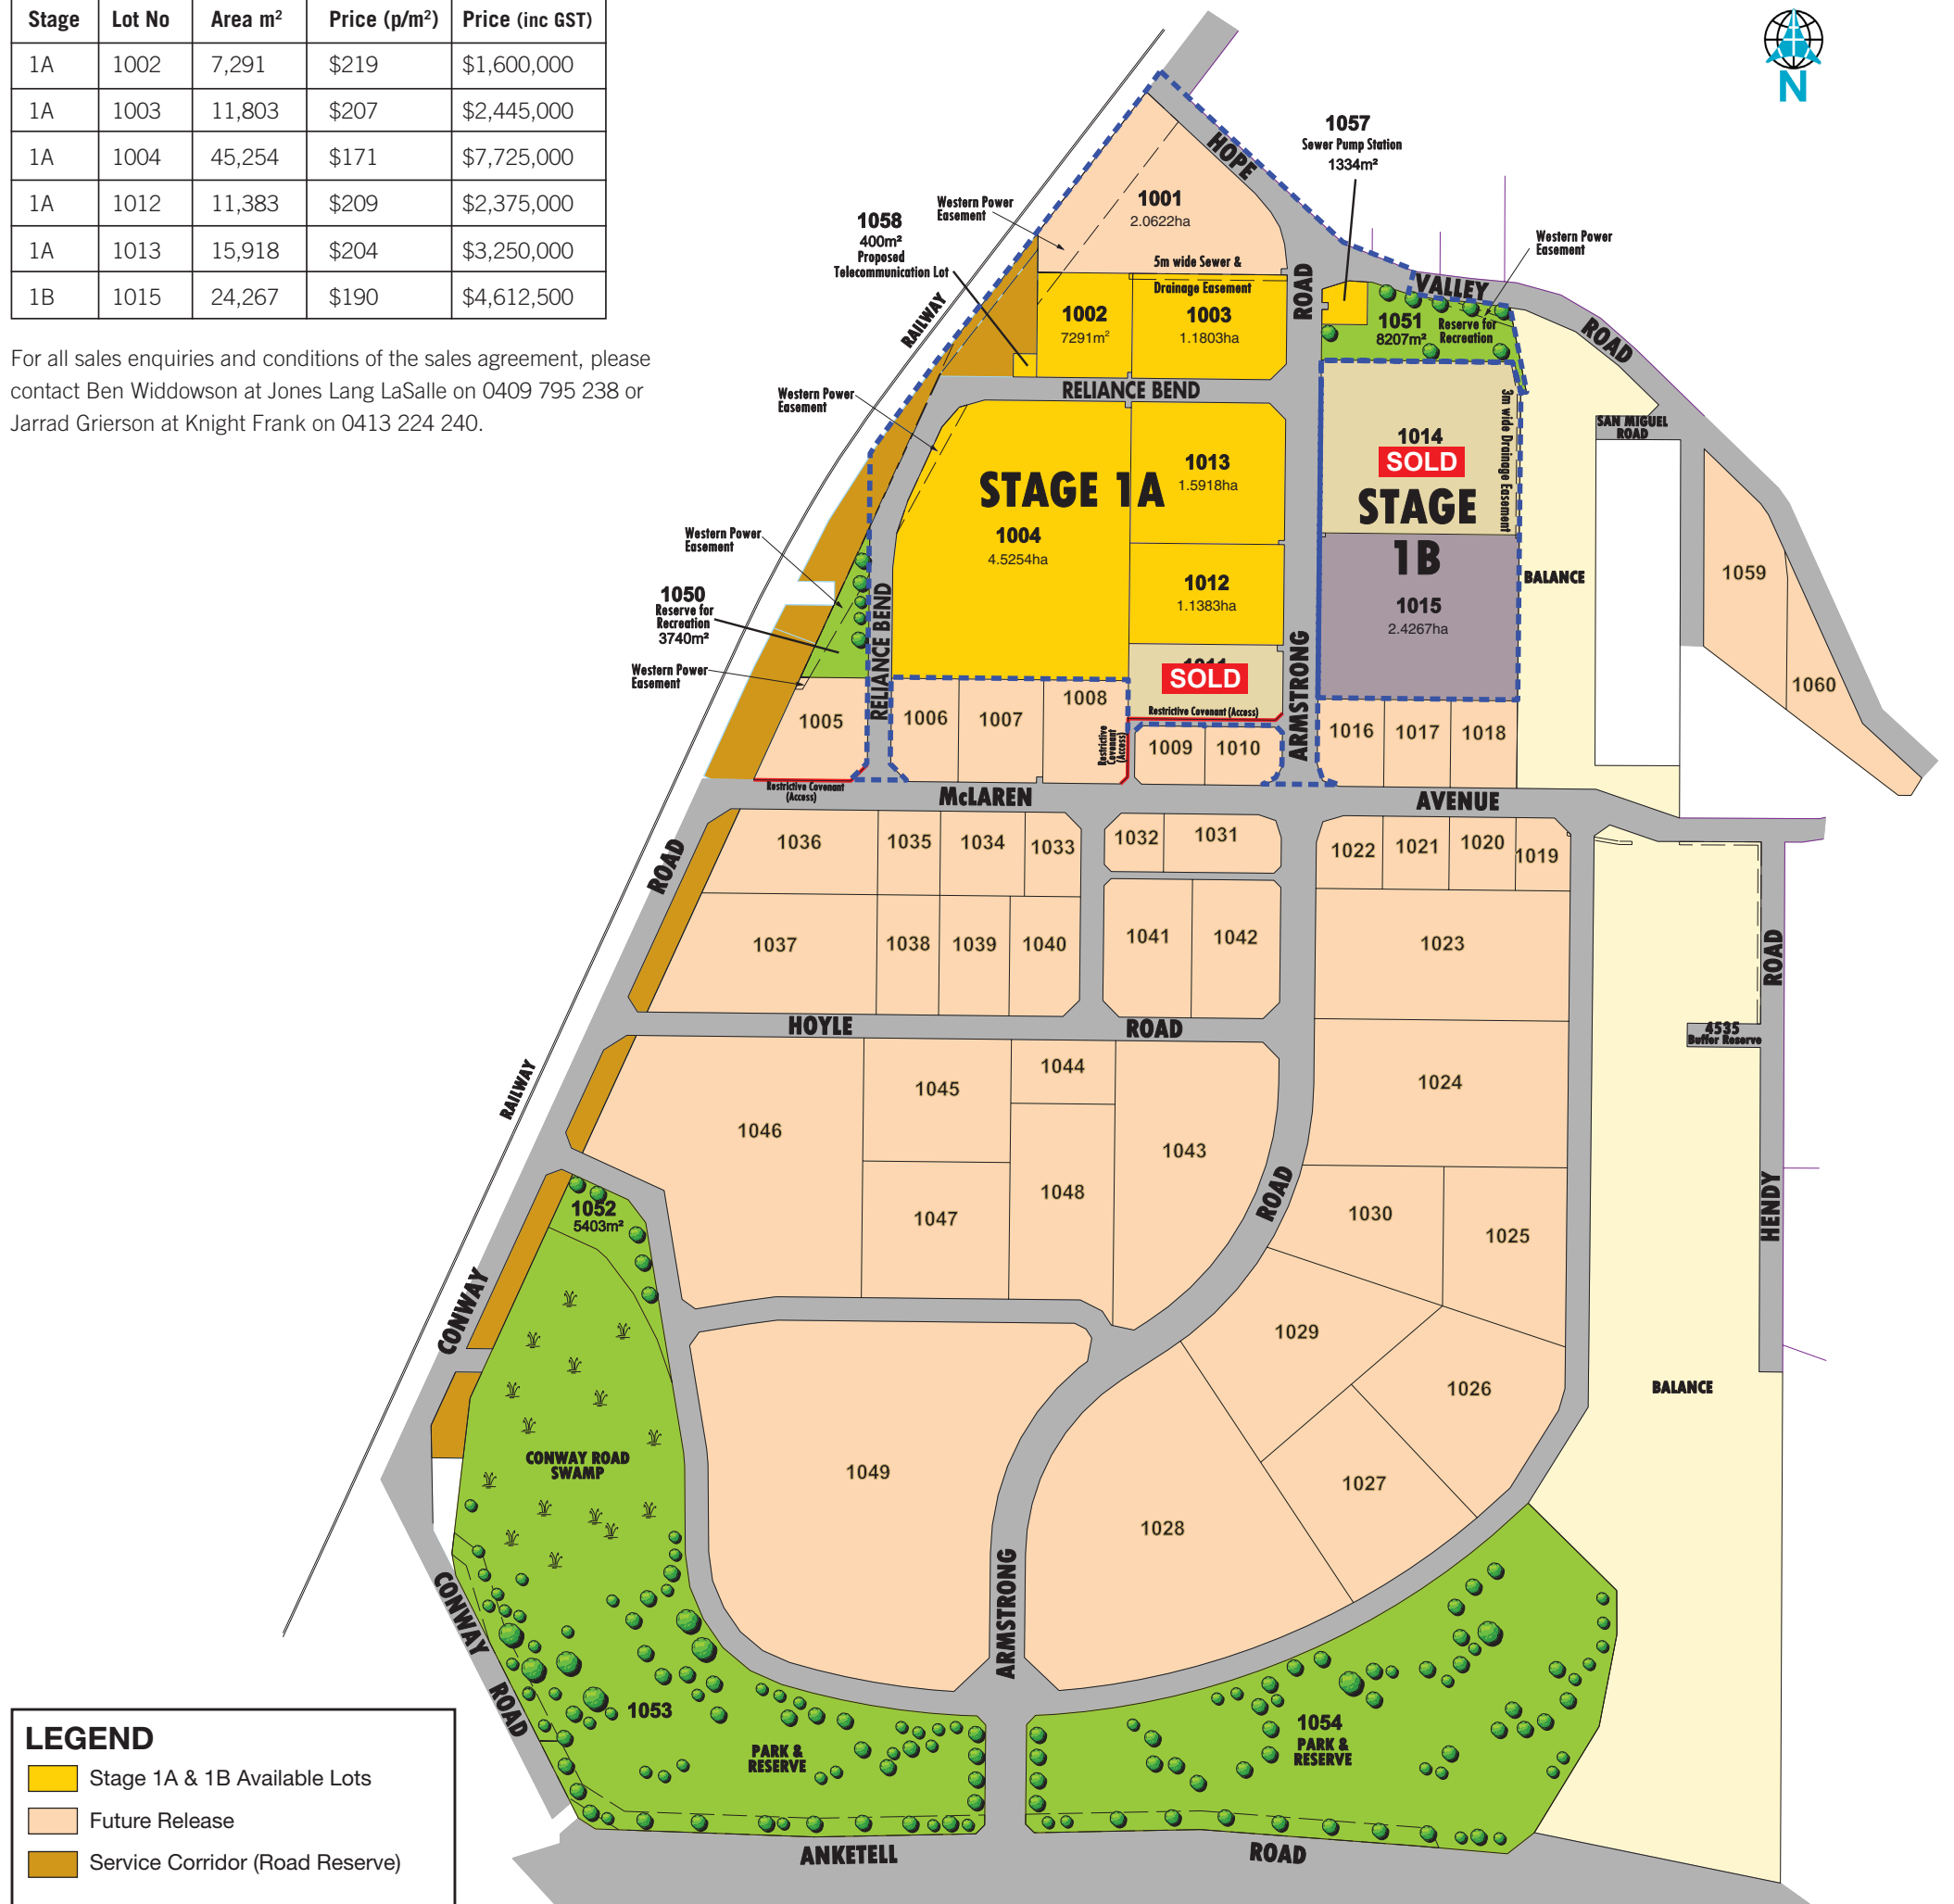 Stage Lot No Area m² Price (p/m²) Price (inc GST)
1A 1002 7,291 $219 $1,600,000
1A 1003 11,803 $207 $2,445,000
1A 1004 45,254 $171 $7,725,000
1A 1012 11,383 $209 $2,375,000
1A 1013 15,918 $204 $3,250,000
1B 1015 24,267 $190 $4,612,500
For all sales enquiries and conditions of the sales agreement, please
contact Ben Widdowson at Jones Lang LaSalle on 0409 795 238 or
Jarrad Grierson at Knight Frank on 0413 224 240.
N
HOPE
VALLEY
ROAD
1057
Sewer Pump Station
1334m²
1001
2.0622ha
Western Power
Easement
1058
400m²
Proposed
Telecommunication Lot
5m wide Sewer &
Drainage Easement
ROAD
Western Power
Easement
RAILWAY
1002
7291m²
1003
1.1803ha
1051
8207m²
Reserve for
Recreation
RELIANCE BEND
Western Power
Easement
3m wide Drainage Easement
SAN MIGUEL
ROAD
1014
SOLD
STAGE
1B
1013
1.5918ha
STAGE 1A
1004
4.5254ha
Western Power
Easement
1012
1.1383ha
1015
2.4267ha
BALANCE
1059
1060
1050
Reserve for
Recreation
3740m²
Western Power
Easement
RELIANCE BEND
SOLD
Restrictive Covenant (Access)
ARMSTRONG
1005
1006
1007
1008
Restrictive
Covenant
(Access)
1009
1010
1016
1017
1018
Restrictive Covenant
(Access)
McLAREN
AVENUE
ROAD
1036
1035
1034
1033
1032
1031
1022
1021
1020
1019
1037
1038
1039
1040
1041
1042
1023
ROAD
HOYLE
ROAD
4535
Buffer Reserve
RAILWAY
1046
1045
1044
1043
1024
1047
1048
ROAD
1030
1025
HENDY
1052
5403m²
CONWAY
1029
1026
BALANCE
CONWAY ROAD
SWAMP
1049
1027
1028
CONWAY
ROAD
ARMSTRONG
1053
PARK &
RESERVE
1054
PARK &
RESERVE
ANKETELL
ROAD
LEGEND
Stage 1A & 1B Available Lots
Future Release
Service Corridor (Road Reserve)